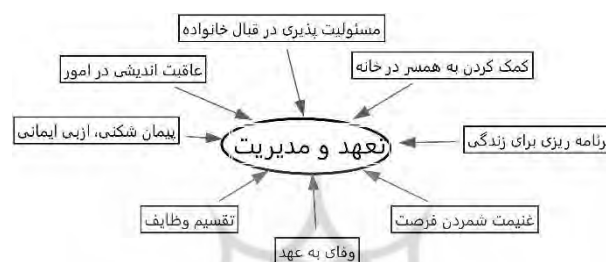 مسئولیت پذیری در قبال خانواده
کمک کردن به همسر در خانه
عاقبت اندیشی در امور
برنامه ریزی برای زندگی
تعهد و مدیریت
پیمان شکنی، ازبی ایمانی
غنیمت شمردن فرصت
تقسیم وظایف
وفای به عهد